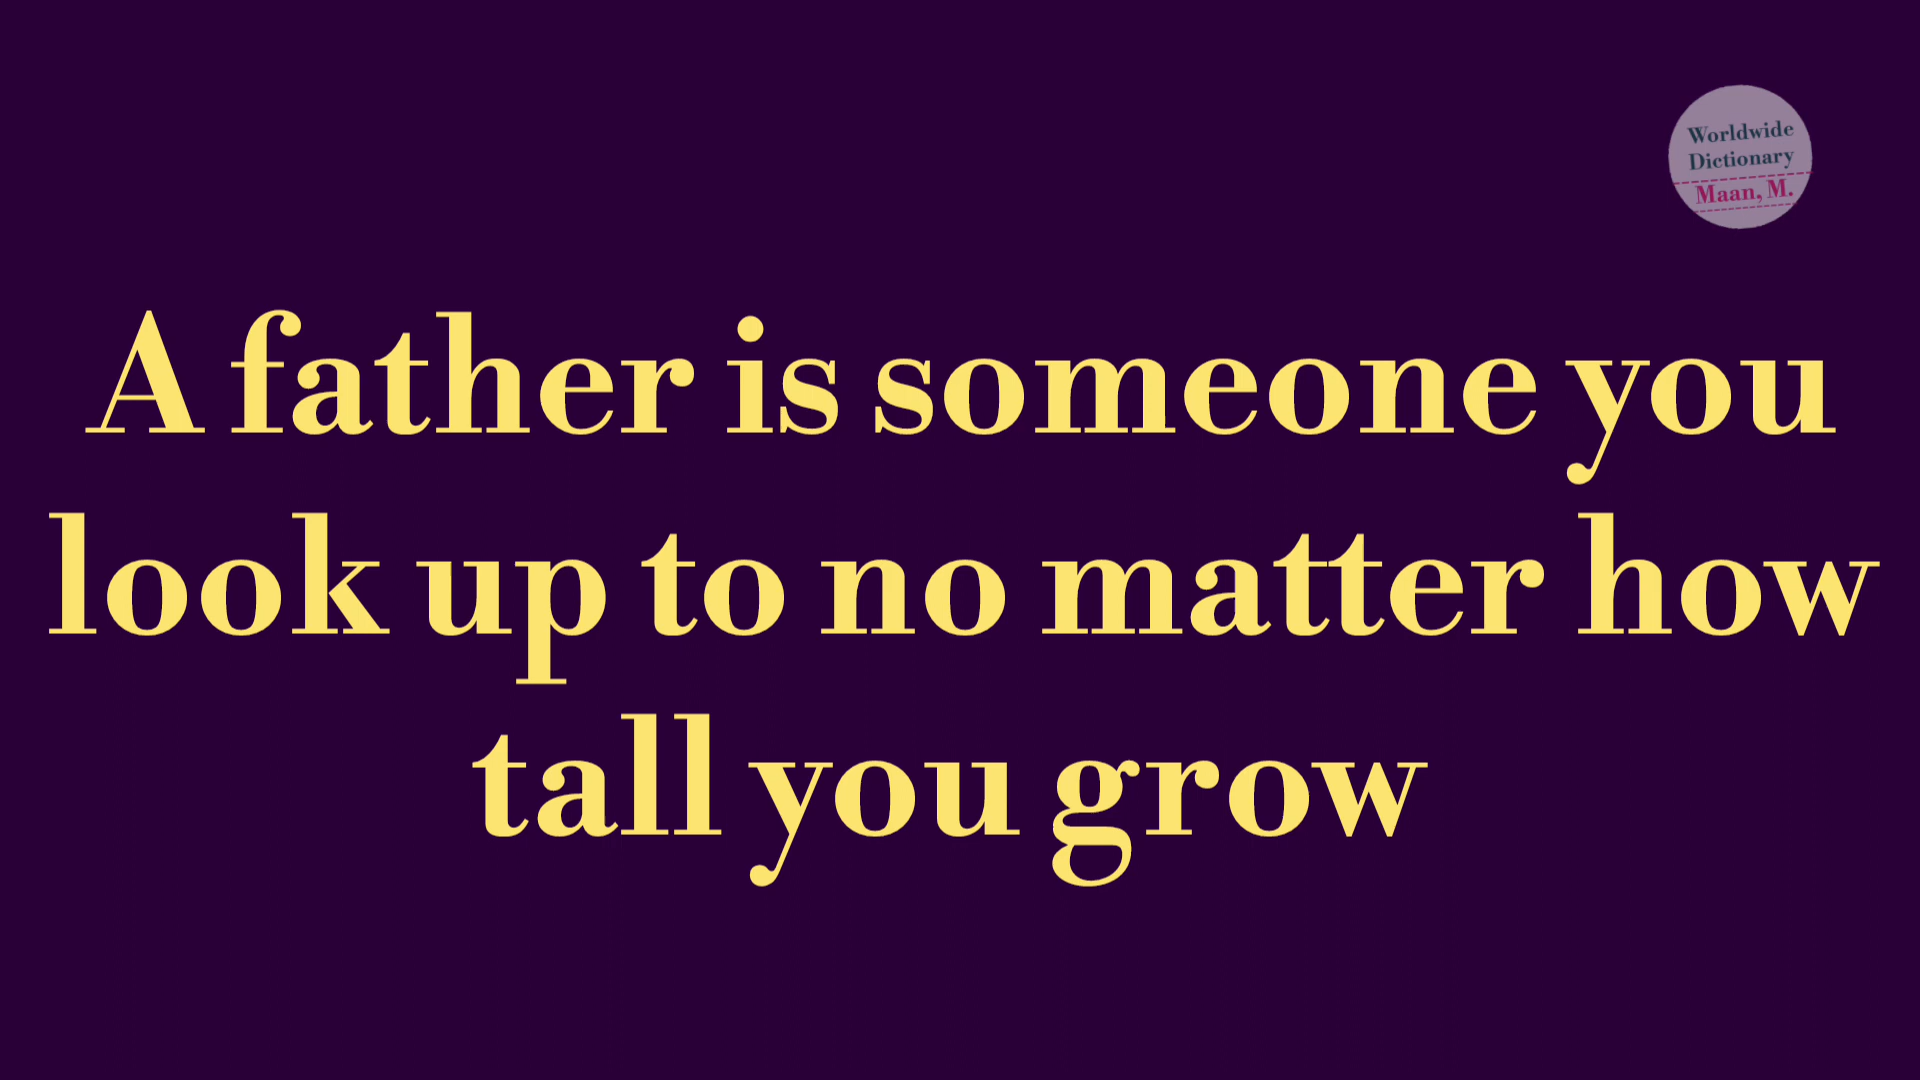 Worldwide
Dictionary
Maan, M.
A father is someone you
look up to no matter how
tall you grow